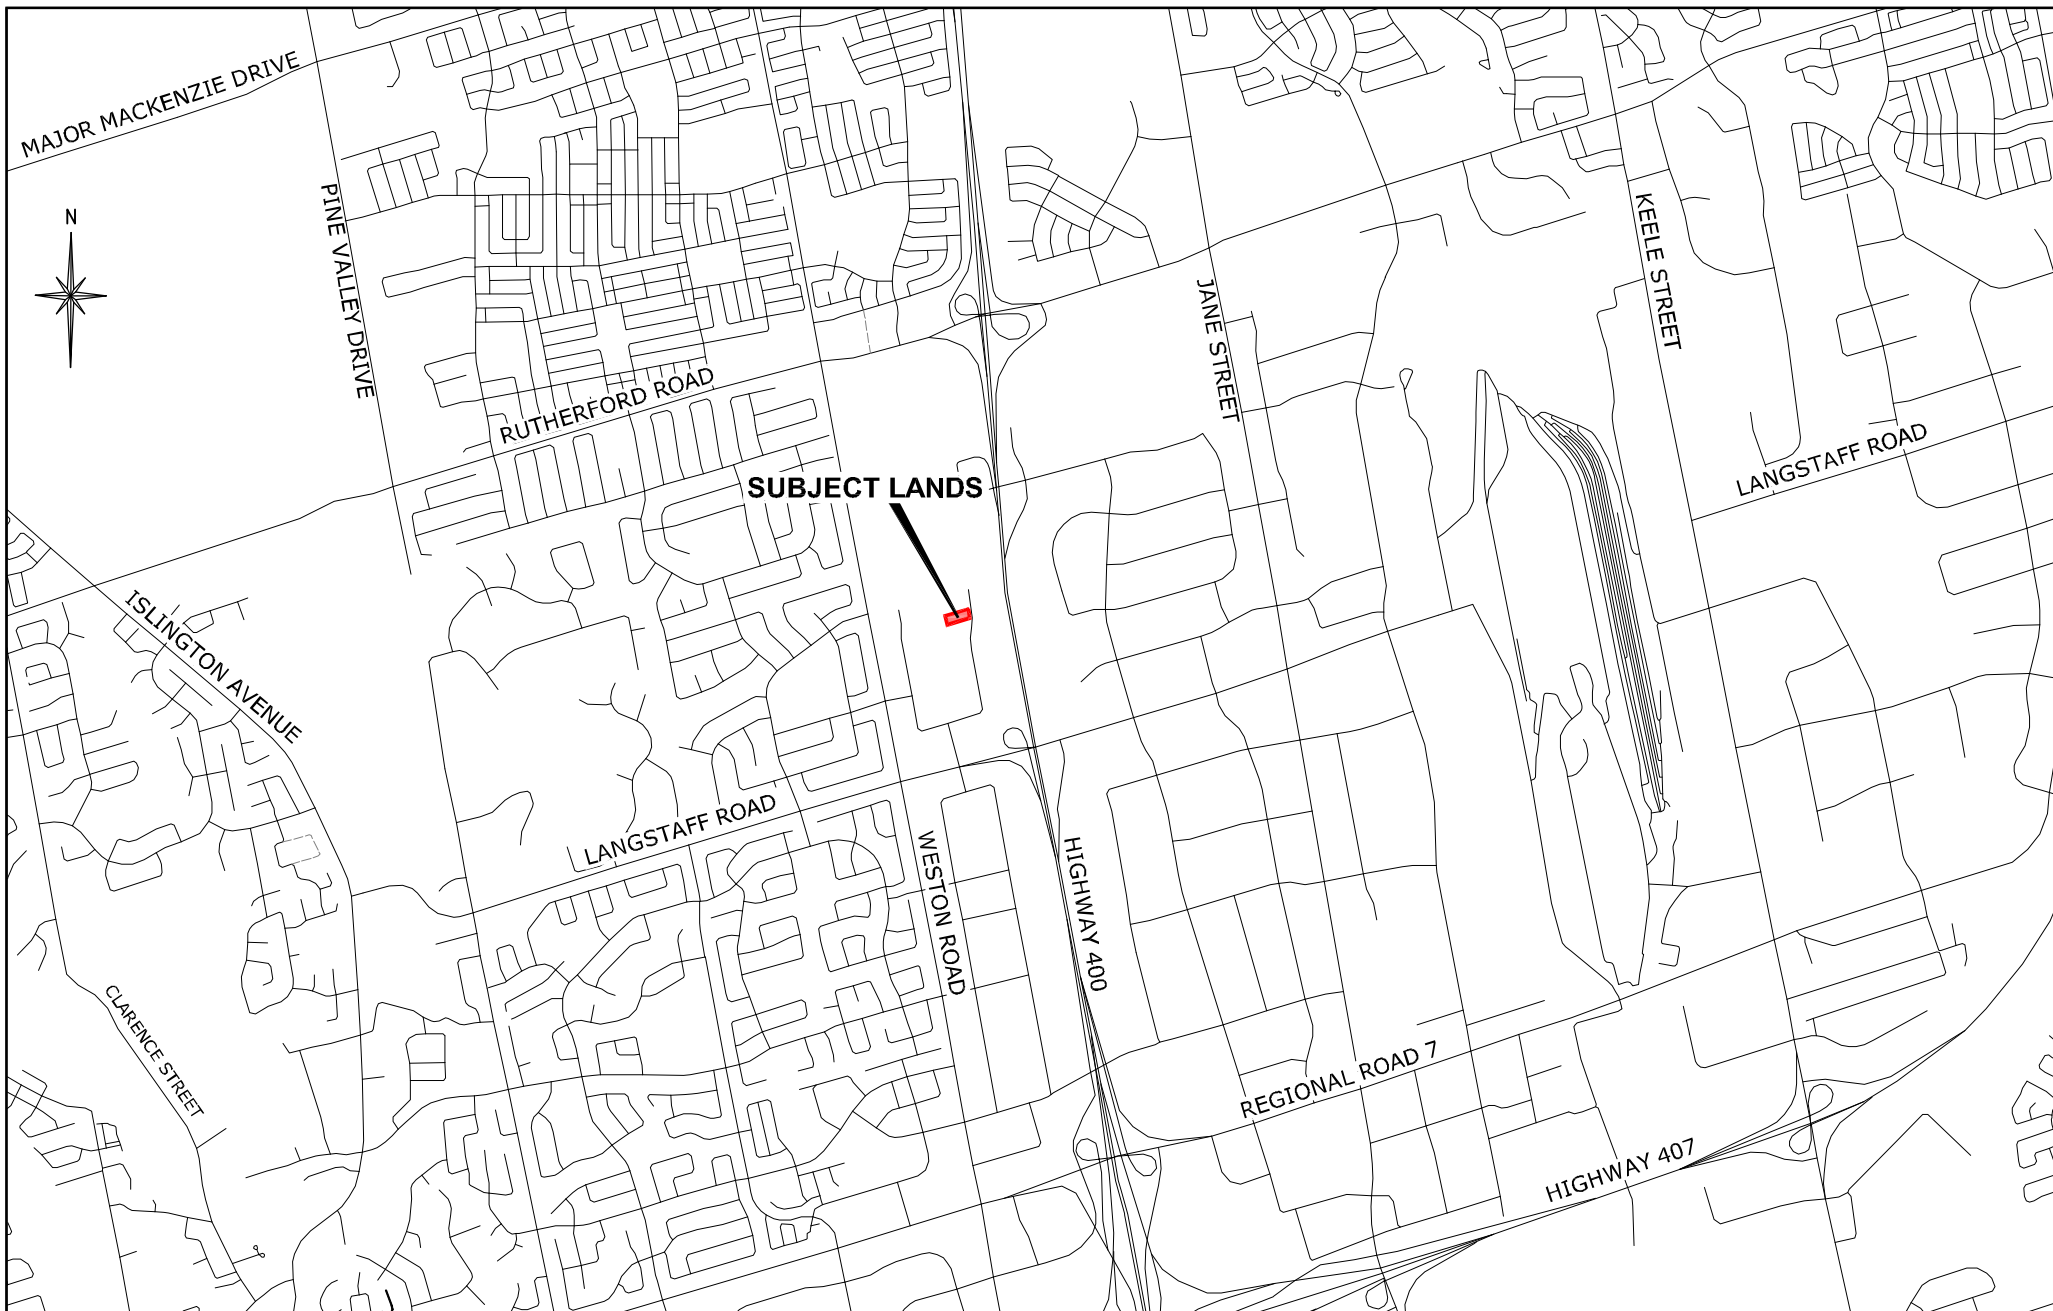 MAJOR MACKENZIE DRIVE
N
PINE VALLEY DRIVE
KEELE STREET
JANE STREET
RUTHERFORD ROAD
LANGSTAFF ROAD
SUBJECT LANDS
ISLINGTON AVENUE
LANGSTAFF ROAD
WESTON ROAD
HIGHWAY 400
CLARENCE STREET
REGIONAL ROAD 7
HIGHWAY 407